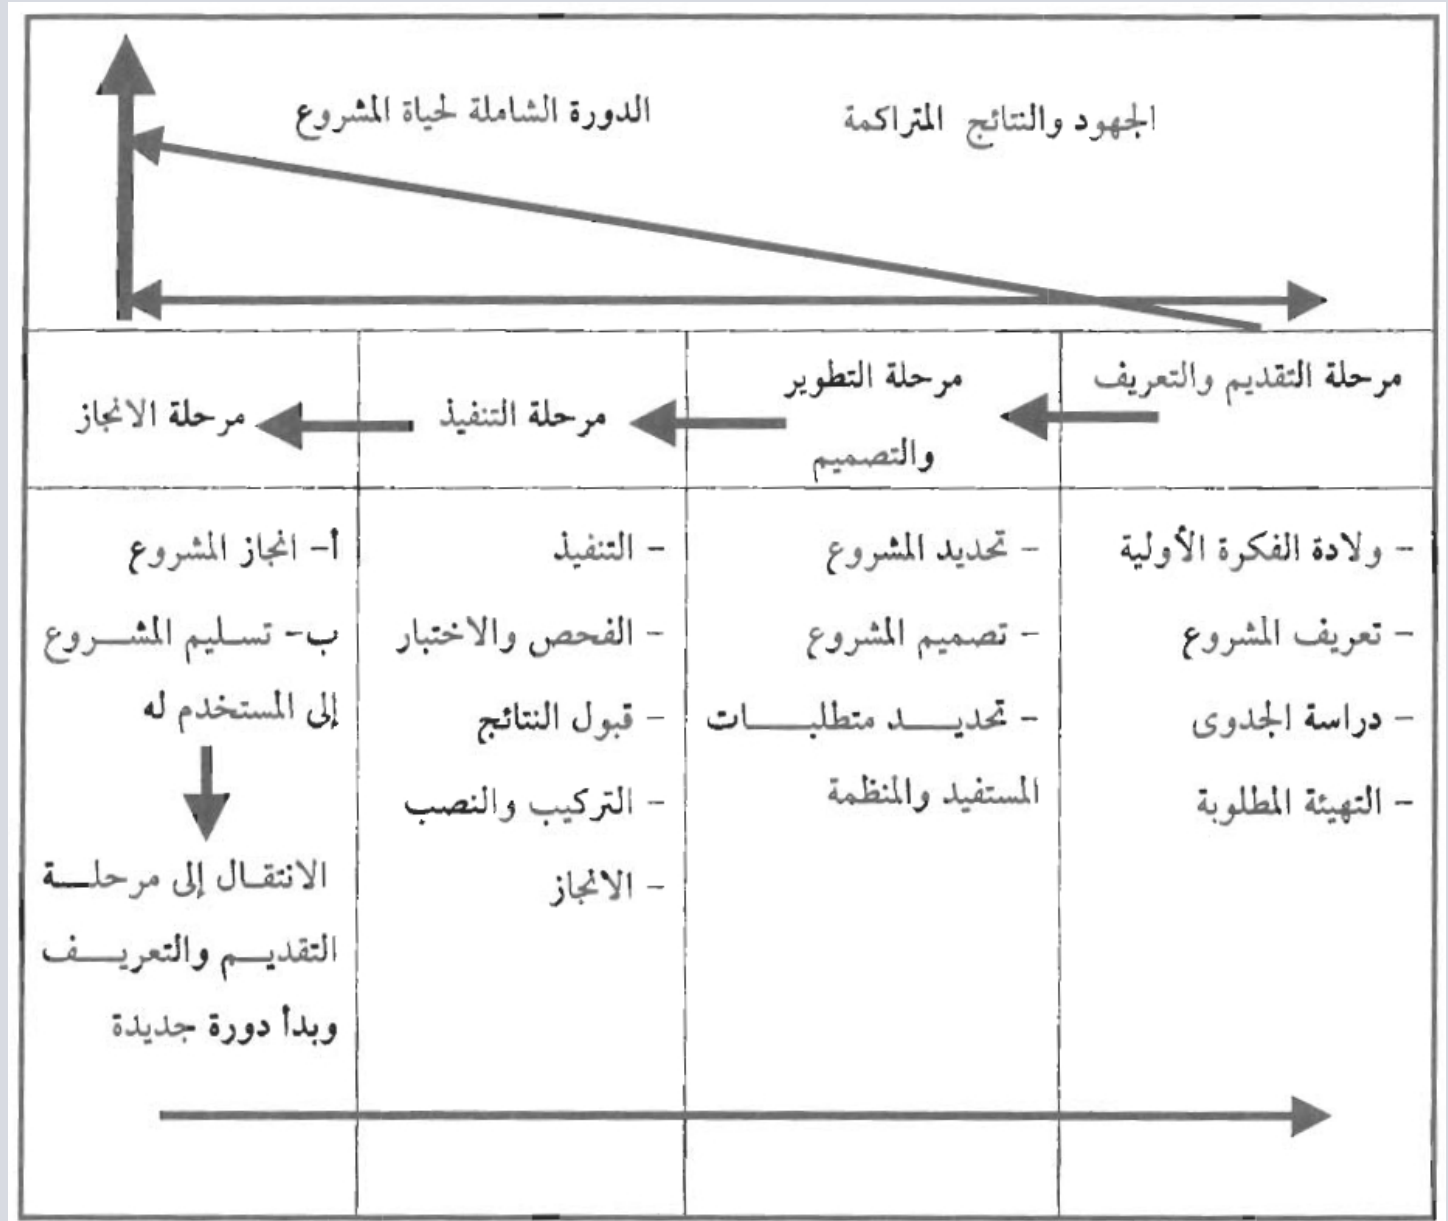 الجهود والنتائج المتراكمة
الدورة الشاملة لحياة المشروع
مرحلة التقديم والتعريف
مرحلة التطوير
والتصميم
مرحلة التنفيذ
مرحلة الانجاز
- ولادة الفكرة الأولية
- تعريف المشروع
- دراسة الجدوى
- التهيئة المطلوبة
- تحديد المشروع
- تصميم المشروع
- تحديد متطلبات
المستفيد والمنظمة
- التنفيذ
- الفحص والاختبار
- قبول النتائج
- التركيب والنصب
- الانجاز
أ- انجاز المشروع
ب- تسليم المشروع
إلى المستخدم له
الانتقال إلى مرحلة
التقديم والتعريف
وبدأ دورة جديدة